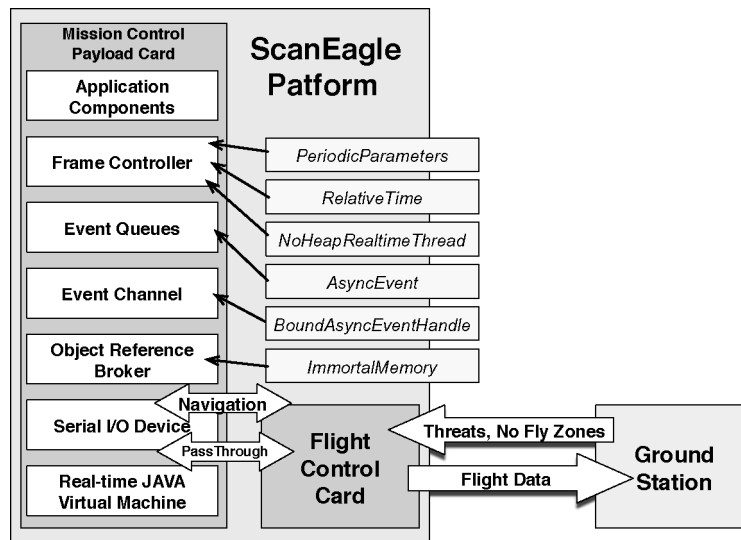 Mission Control
Payload Card
ScanEagle
Patform
Application
Components
Frame Controller
Event Queues
Event Channel
Object Reference
Broker
Serial I/O Device
Real-time JAVA
Virtual Machine
PeriodicParameters
RelativeTime
NoHeapRealtimeThread
AsyncEvent
BoundAsyncEventHandle
ImmortalMemory
Navigation
PassThrough
Flight
Control
Card
Threats, No Fly Zones
Flight Data
Ground
Station